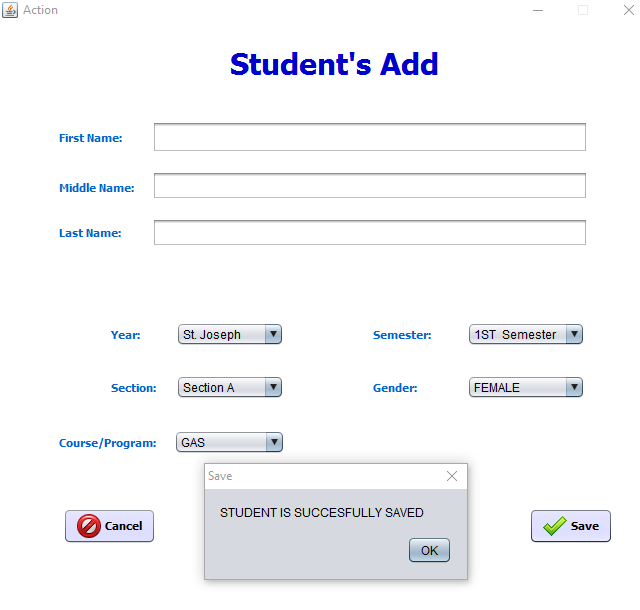 Action
Student's Add
First Name:
Middle Name:
Last Name:
Year: St. Joseph Semester: 1ST Semester
Section: Section A Gender: FEMALE
Course/Program: GAS
Save
STUDENT IS SUCCESFULLY SAVED
OK
Cancel Save